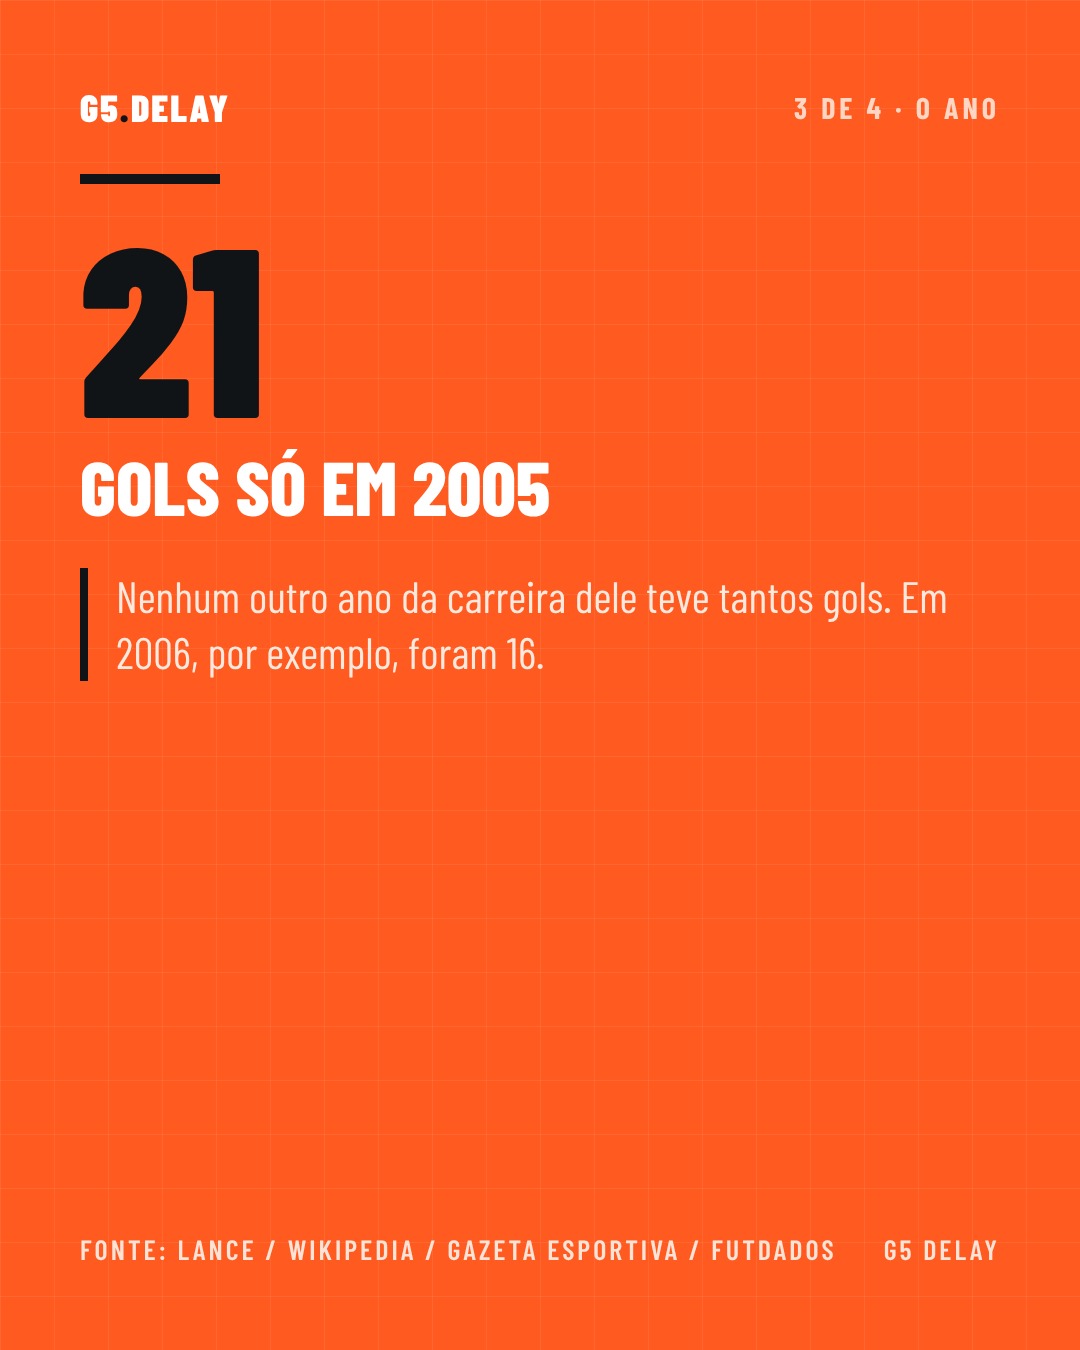 G5.DELAY
3 DE 4 · O ANO
21
GOLS SÓ EM 2005
Nenhum outro ano da carreira dele teve tantos gols. Em
2006, por exemplo, foram 16.
FONTE: LANCE / WIKIPEDIA / GAZETA ESPORTIVA / FUTDADOS
G5 DELAY